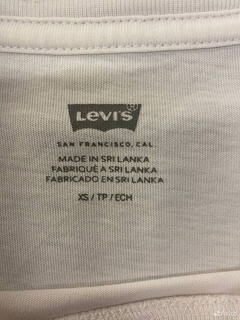 LEVI'S
SAN FRANCISCO, CAL.
MADE IN SRI LANKA
FABRIQUÉ A SRI LANKA
FABRICADO EN SRI LANKA
XS / TP / ECH